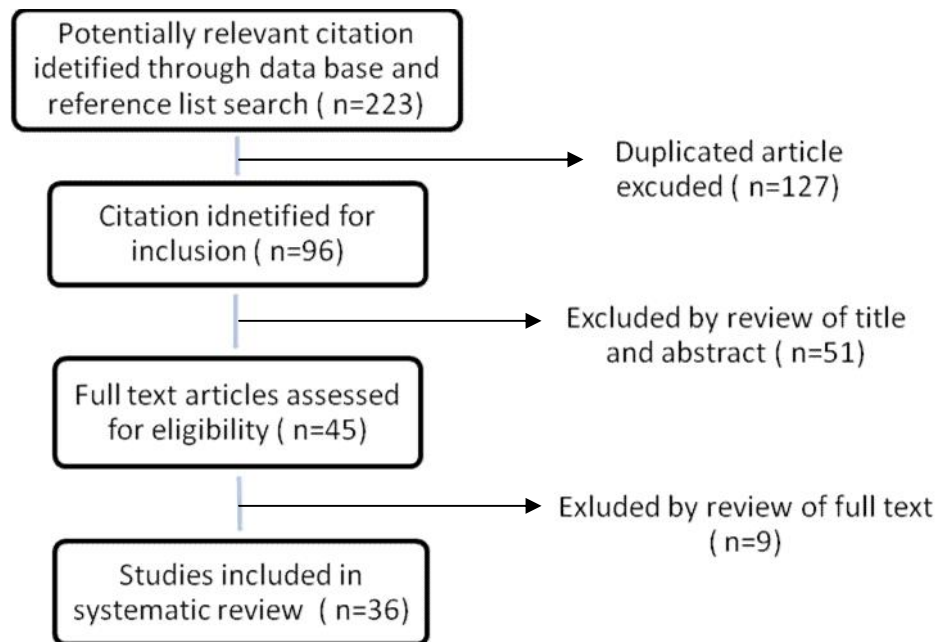 Potentially relevant citation
idetified through data base and
reference list search ( n=223)
Duplicated article
excuded ( n=127)
Citation idnetified for
inclusion ( n=96)
Excluded by review of title
and abstract ( n=51)
Full text articles assessed
for eligibility ( n=45)
Exluded by review of full text
( n=9)
Studies included in
systematic review ( n=36)